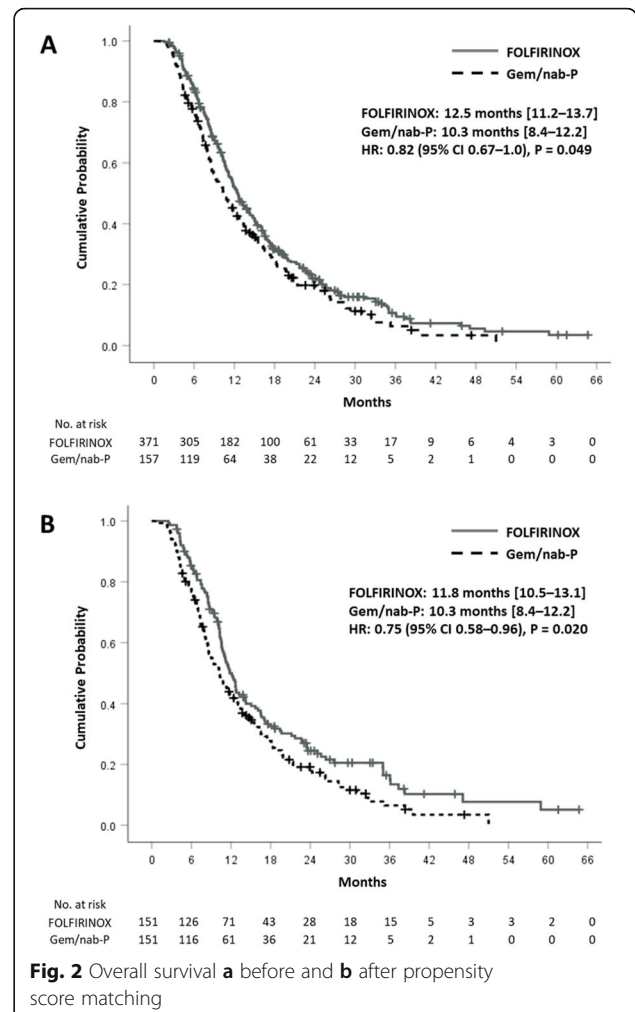 A
FOLFIRINOX
Gem/nab-P
FOLFIRINOX: 12.5 months [11.2–13.7]
Gem/nab-P: 10.3 months [8.4–12.2]
HR: 0.82 (95% CI 0.67–1.0), P = 0.049
Cumulative Probability
1.0
0.8
0.6
0.4
0.2
0.0
0 6 12 18 24 30 36 42 48 54 60 66
Months
No. at risk
FOLFIRINOX 371 305 182 100 61 33 17 9 6 4 3 0
Gem/nab-P 157 119 64 38 22 12 5 2 1 0 0 0
B
FOLFIRINOX
Gem/nab-P
FOLFIRINOX: 11.8 months [10.5–13.1]
Gem/nab-P: 10.3 months [8.4–12.2]
HR: 0.75 (95% CI 0.58–0.96), P = 0.020
Cumulative Probability
1.0
0.8
0.6
0.4
0.2
0.0
0 6 12 18 24 30 36 42 48 54 60 66
Months
No. at risk
FOLFIRINOX 151 126 71 43 28 18 15 5 3 3 2 0
Gem/nab-P 151 116 61 36 21 12 5 2 1 0 0 0
Fig. 2 Overall survival a before and b after propensity
score matching